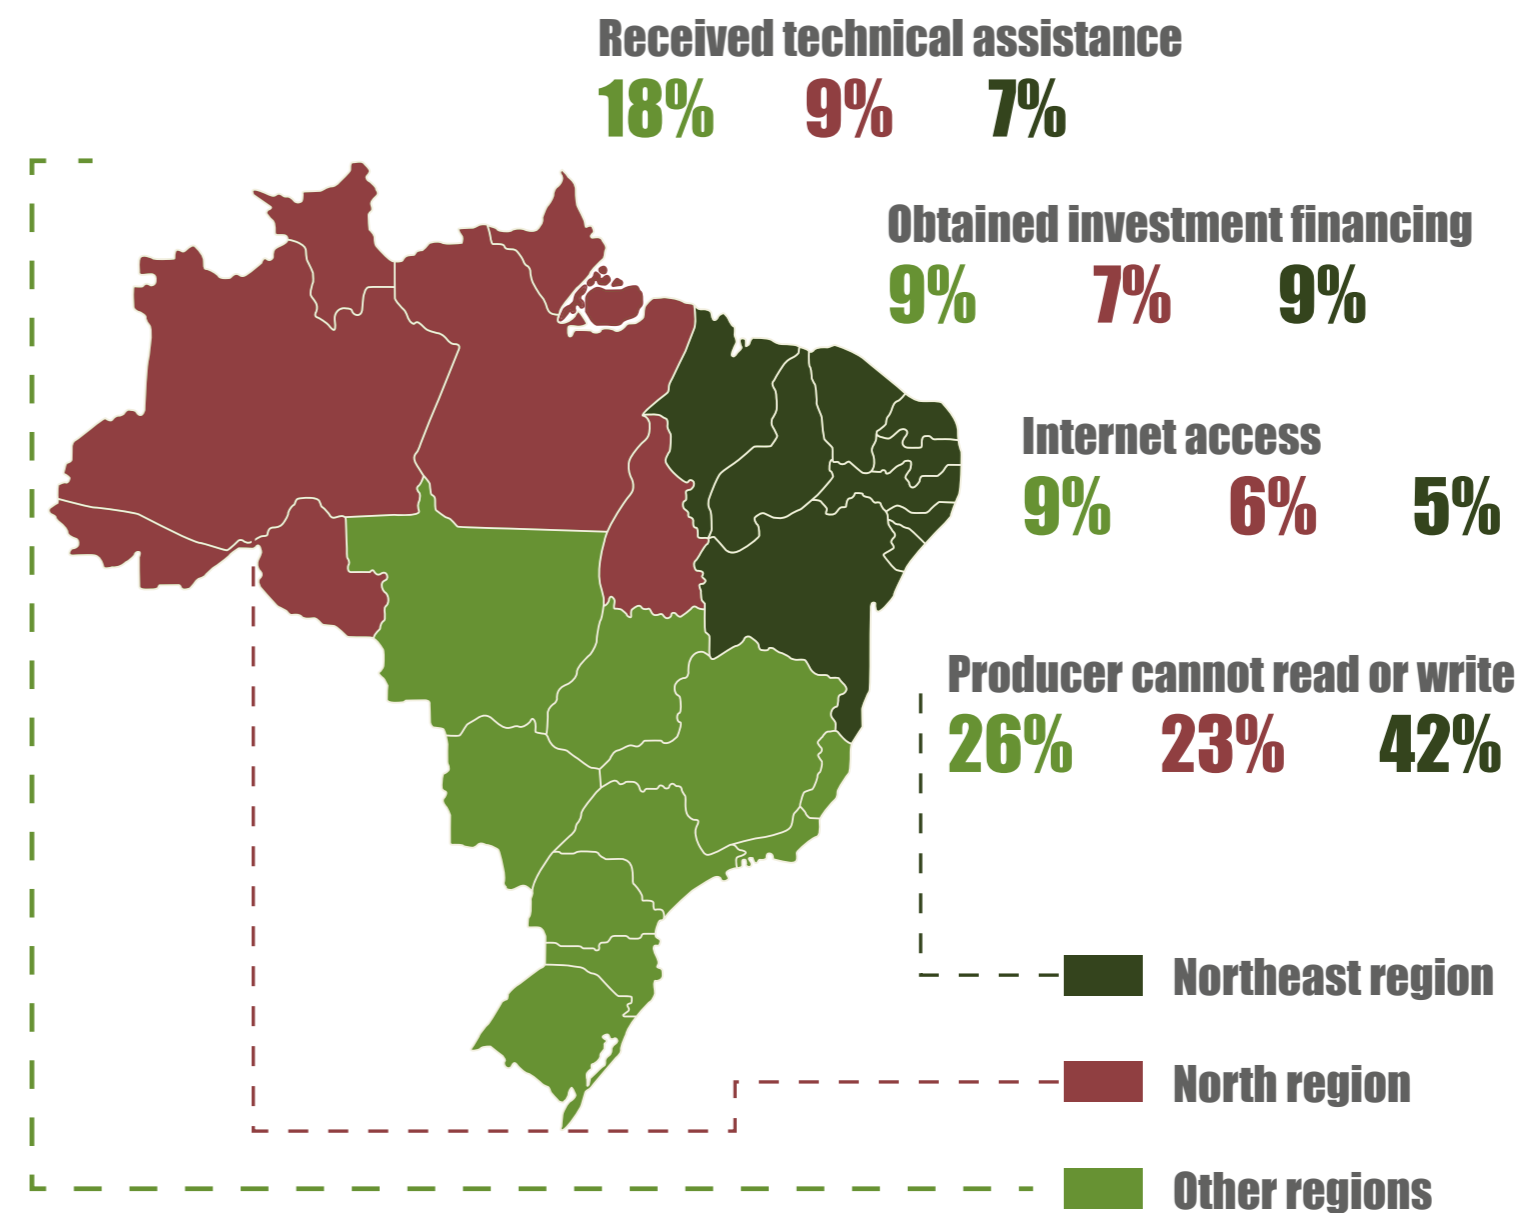 Received technical assistance
18% 9% 7%
Obtained investment financing
9% 7% 9%
Internet access
9% 6% 5%
Producer cannot read or write
26% 23% 42%
Northeast region
North region
Other regions